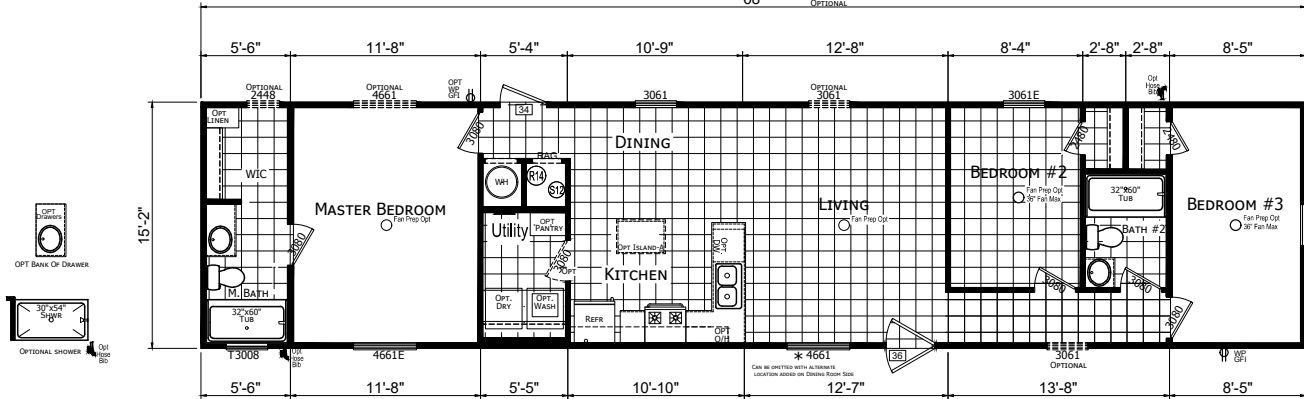 OPTIONAL
5'-6"
11'-8"
5'-4"
10'-9"
12'-8"
8'-4"
2'-8"
2'-8"
8'-5"
OPTIONAL
2448
OPTIONAL
4661
OPT
WP
GFI
34
3061
OPTIONAL
3061
3061E
Opt
Hose
Bib
OPT
LINEN
WIC
3080
DINING
RAG
WH
R14
S12
2480
2480
BEDROOM #2
Fan Prep Opt
36" Fan Max
32"x60"
TUB
BEDROOM #3
Fan Prep Opt
36" Fan Max
15'-2"
MASTER BEDROOM
Fan Prep Opt
3080
Utility
OPT
PANTRY
3080
OPT
OPT ISLAND-A
OPT.
D/W
LIVING
Fan Prep Opt
BATH #2
OPT
Drawers
OPT BANK OF DRAWER
KITCHEN
M. BATH
32"x60"
TUB
OPT.
DRY
OPT.
WASH
REFR
OPT
O/H
3080
3080
3080
30"x54"
SHWR
OPTIONAL SHOWER
Opt
Hose
Bib
T3008
Opt
Hose
Bib
4661E
* 4661
CAN BE OMITTED WITH ALTERNATE
LOCATION ADDED ON DINING ROOM SIDE
36
3061
OPTIONAL
WP
GFI
5'-6"
11'-8"
5'-5"
10'-10"
12'-7"
13'-8"
8'-5"